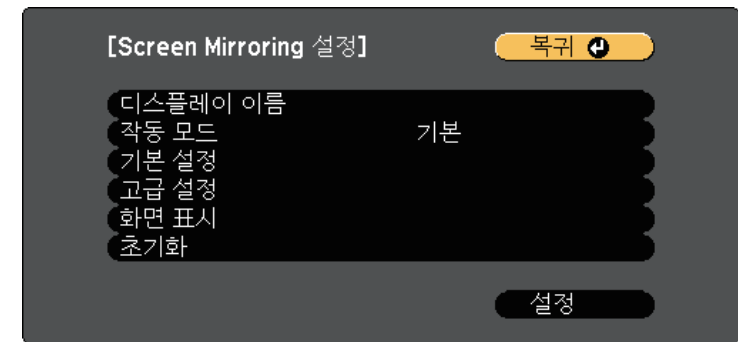 [Screen Mirroring 설정]
복귀
디스플레이 이름
작동 모드 기본
기본 설정
고급 설정
화면 표시
초기화
설정